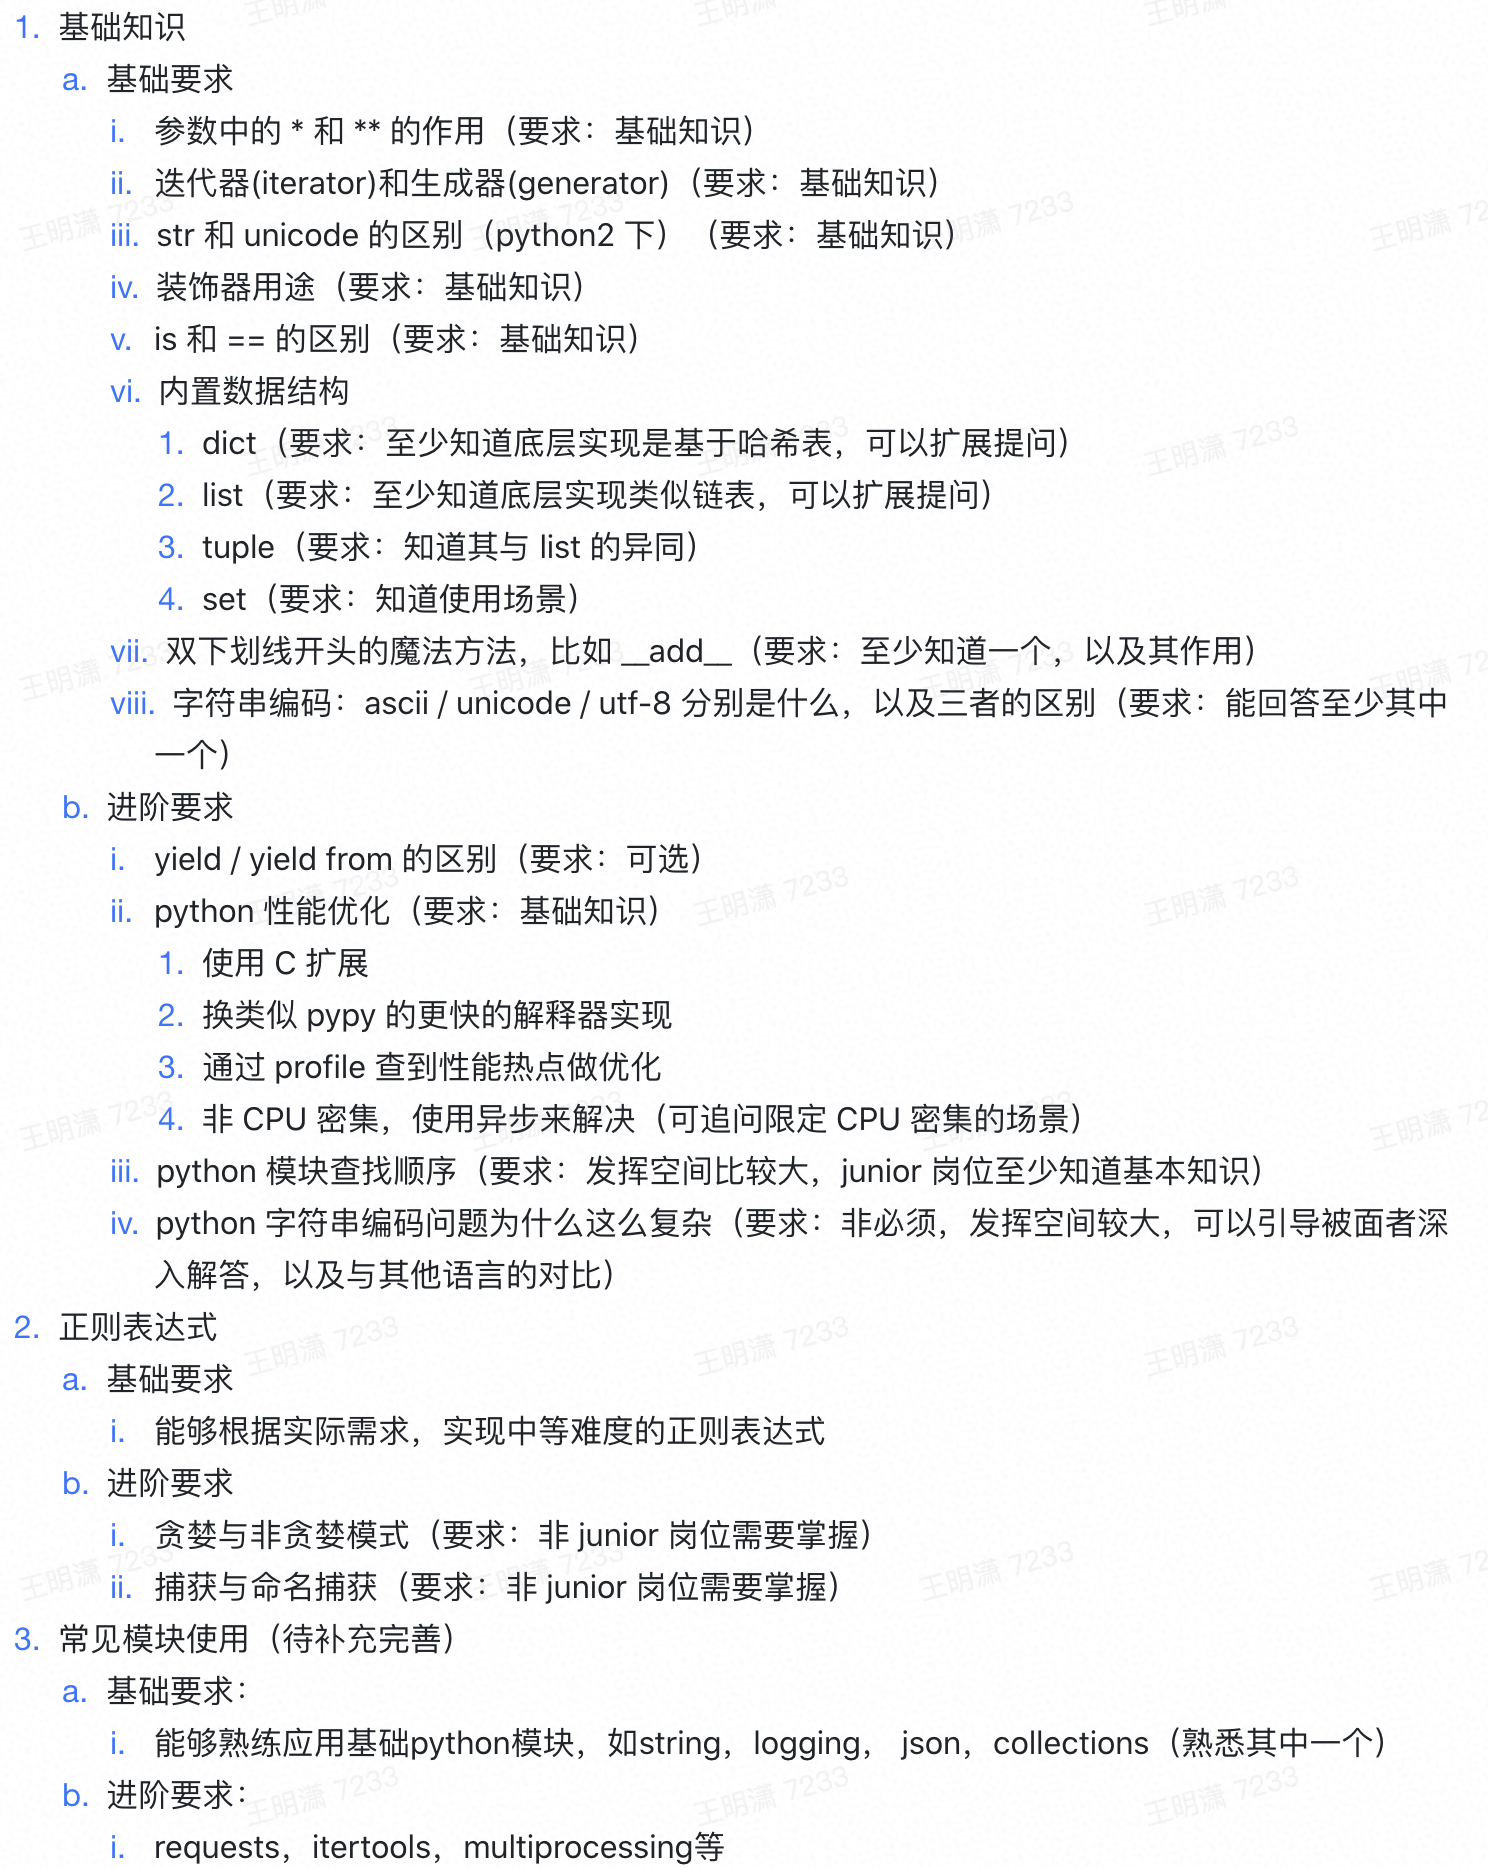 1. 基础知识
a. 基础要求
i. 参数中的 * 和 ** 的作用（要求：基础知识）
ii. 迭代器(iterator)和生成器(generator)（要求：基础知识）
iii. str 和 unicode 的区别（python2 下）（要求：基础知识）
iv. 装饰器用途（要求：基础知识）
v. is 和 == 的区别（要求：基础知识）
vi. 内置数据结构
1. dict（要求：至少知道底层实现是基于哈希表，可以扩展提问）
2. list（要求：至少知道底层实现类似链表，可以扩展提问）
3. tuple（要求：知道其与 list 的异同）
4. set（要求：知道使用场景）
vii. 双下划线开头的魔法方法，比如 __add__（要求：至少知道一个，以及其作用）
viii. 字符串编码：ascii / unicode / utf-8 分别是什么，以及三者的区别（要求：能回答至少其中
一个）
b. 进阶要求
i. yield / yield from 的区别（要求：可选）
ii. python 性能优化（要求：基础知识）
1. 使用 C 扩展
2. 换类似 pypy 的更快的解释器实现
3. 通过 profile 查到性能热点做优化
4. 非 CPU 密集，使用异步来解决（可追问限定 CPU 密集的场景）
iii. python 模块查找顺序（要求：发挥空间比较大，junior 岗位至少知道基本知识）
iv. python 字符串编码问题为什么这么复杂（要求：非必须，发挥空间较大，可以引导被面者深
入解答，以及与其他语言的对比）
2. 正则表达式
a. 基础要求
i. 能够根据实际需求，实现中等难度的正则表达式
b. 进阶要求
i. 贪婪与非贪婪模式（要求：非 junior 岗位需要掌握）
ii. 捕获与命名捕获（要求：非 junior 岗位需要掌握）
3. 常见模块使用（待补充完善）
a. 基础要求：
i. 能够熟练应用基础python模块，如string，logging， json，collections（熟悉其中一个）
b. 进阶要求：
i. requests，itertools，multiprocessing等
王明潇 7233